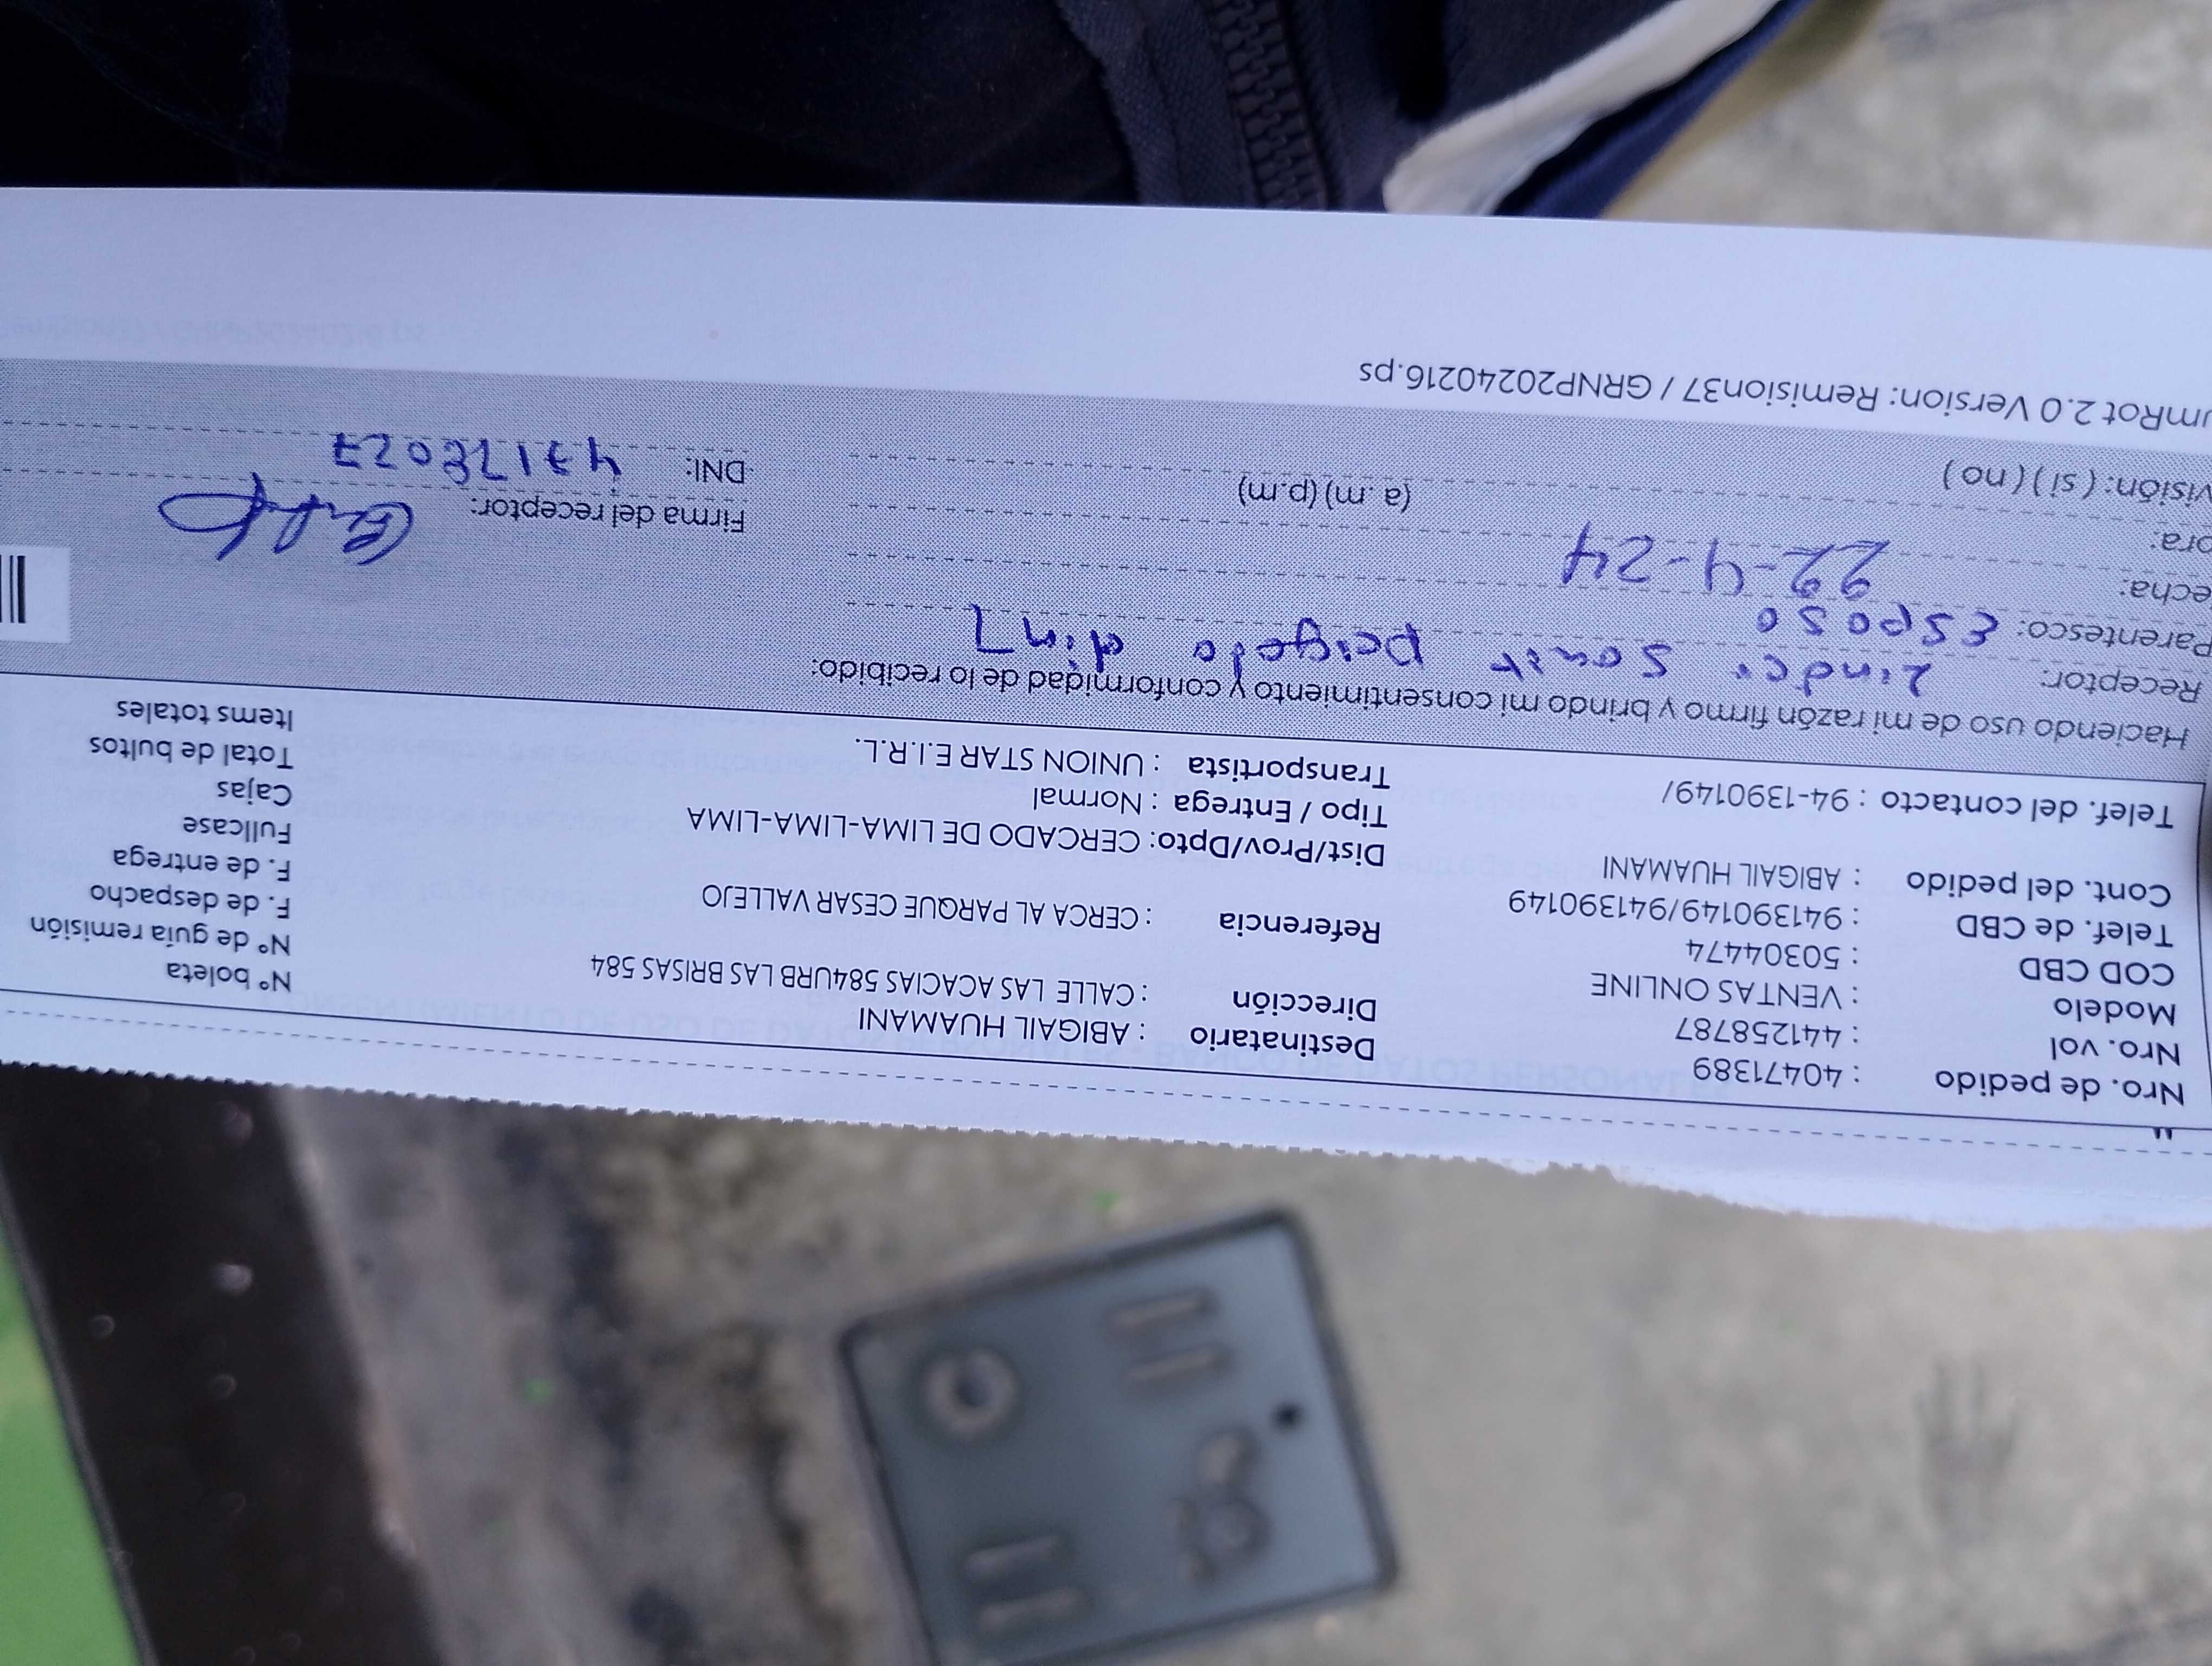 Nro. de pedido : 40471389
Nro. vol : 441258787
Modelo : VENTAS ONLINE
COD CBD : 50304474
Telef. de CBD : 941390149/941390149
Cont. del pedido : ABIGAIL HUAMANI
Telef. del contacto : 94-1390149/
Destinatario : ABIGAIL HUAMANI
Dirección : CALLE LAS ACACIAS 584URB LAS BRISAS 584
Referencia : CERCA AL PARQUE CESAR VALLEJO
Dist/Prov/Dpto: CERCADO DE LIMA-LIMA-LIMA
Tipo / Entrega : Normal
Transportista : UNION STAR E.I.R.L.
N° boleta
N° de guía remisión
F. de despacho
F. de entrega
Fullcase
Cajas
Total de bultos
Items totales
Haciendo uso de mi razón firmo y brindo mi consentimiento y conformidad de lo recibido:
Receptor:
Parentesco: Esposo
echa: 22-4-24
ora: (a.m)(p.m)
visión: (si) (no)
Firma del receptor:
DNI: 47178027
umRot 2.0 Version: Remision37 / GRNP20240216.ps